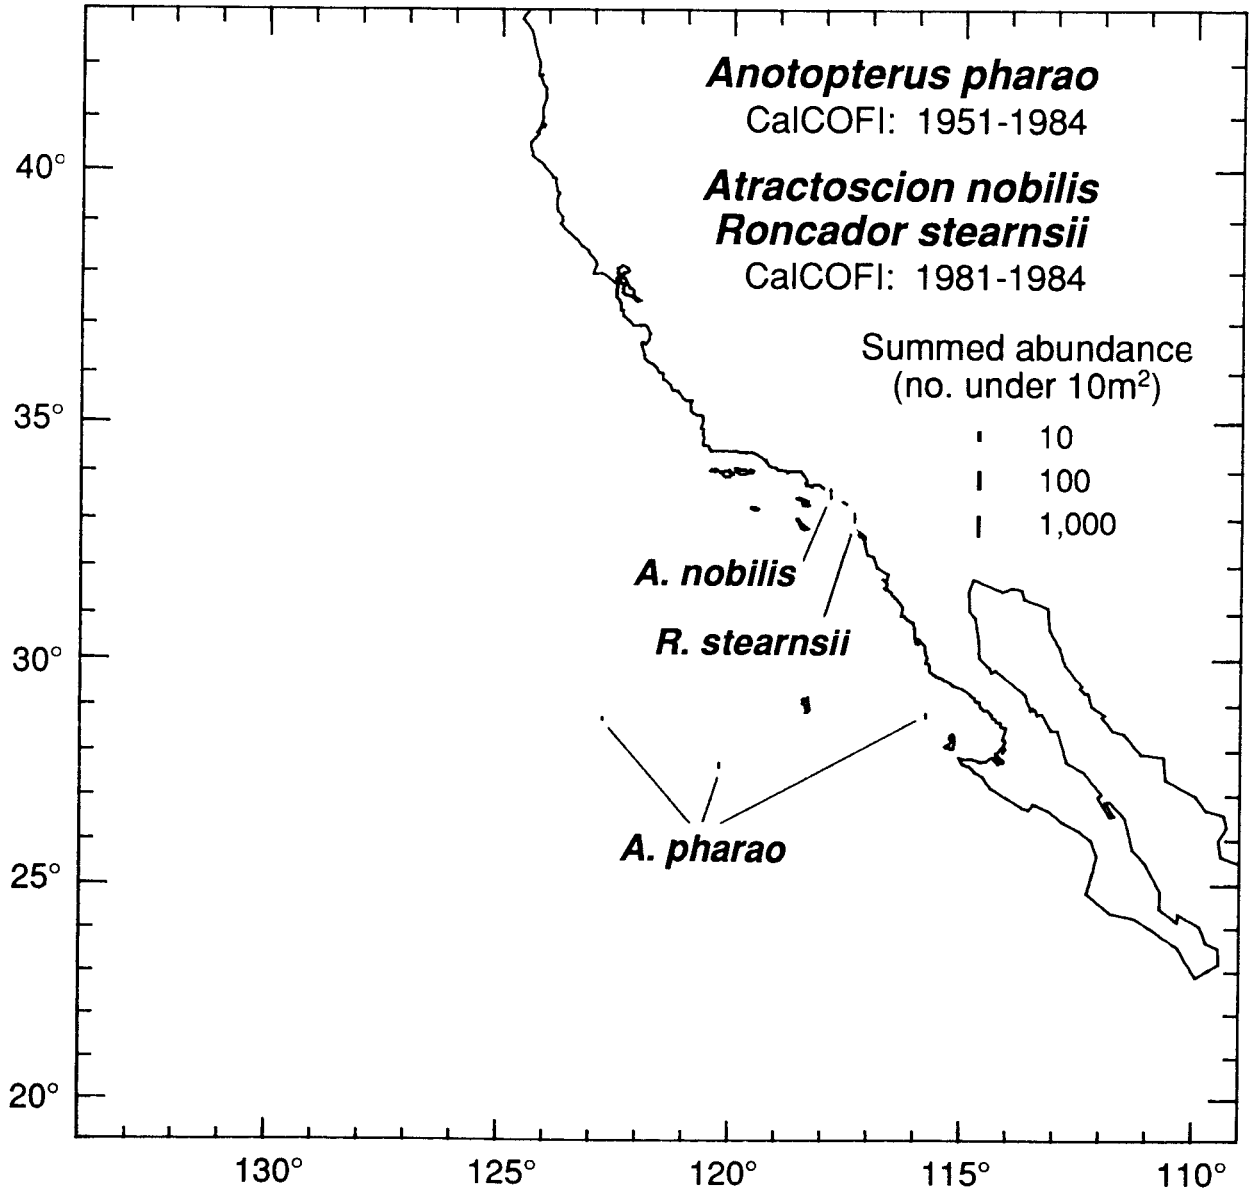 Anotopterus pharao
CalCOFI: 1951-1984
Atractoscion nobilis
Roncador stearnsii
CalCOFI: 1981-1984
Summed abundance
(no. under 10m²)
10
100
1,000
40°
35°
30°
25°
20°
A. nobilis
R. stearnsii
A. pharao
130°
125°
120°
115°
110°